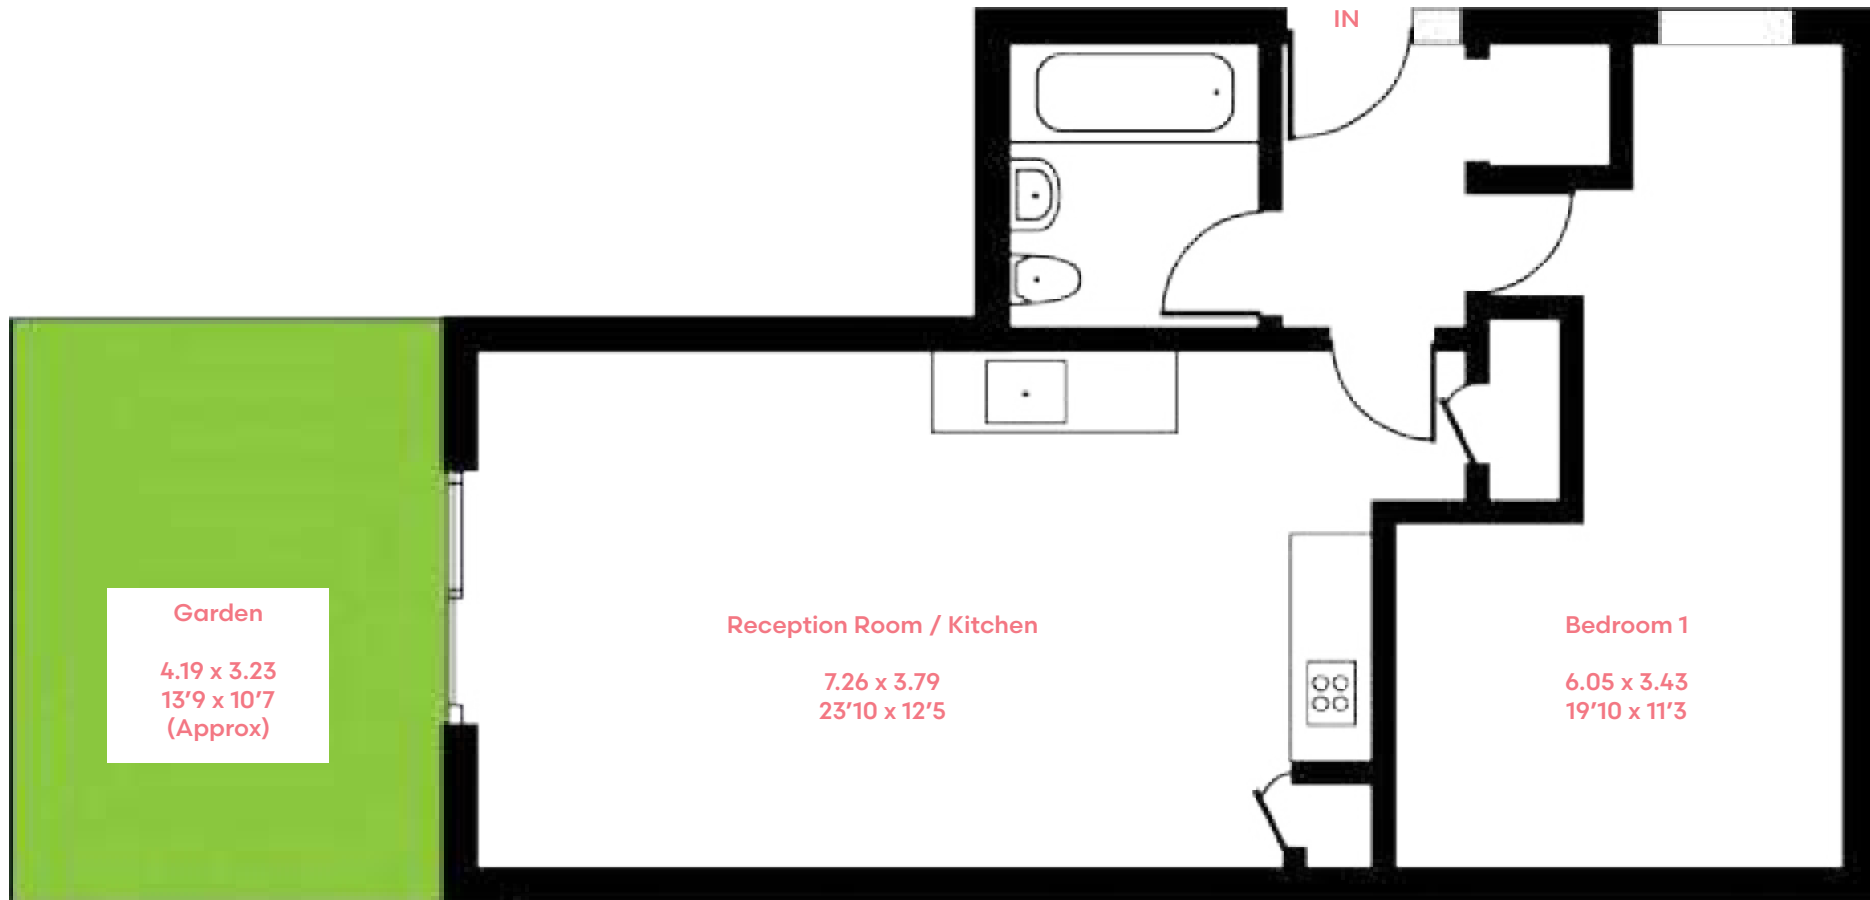 IN
Garden
4.19 x 3.23
13′9 x 10′7
(Approx)
Reception Room / Kitchen
7.26 x 3.79
23′10 x 12′5
Bedroom 1
6.05 x 3.43
19′10 x 11′3